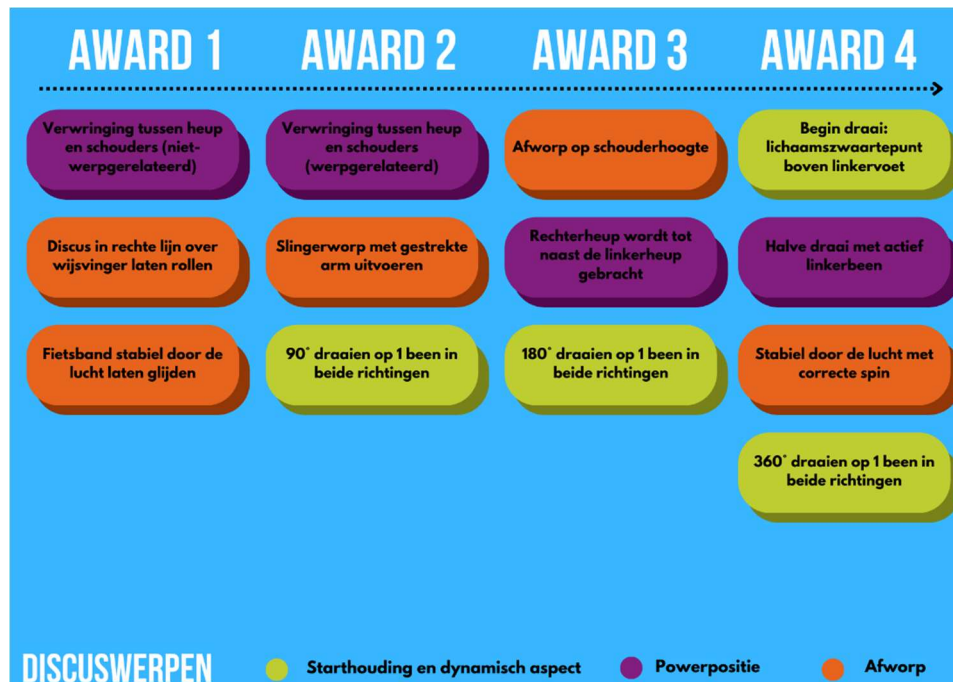 AWARD 1
AWARD 2
AWARD 3
AWARD 4
Verwringing tussen heup
en schouders (niet-
werpgerelateerd)
Verwringing tussen heup
en schouders
(werpgerelateerd)
Afworp op schouderhoogte
Begin draai:
lichaamszwaartepunt
boven linkervoet
Discus in rechte lijn over
wijsvinger laten rollen
Slingerworp met gestrekte
arm uitvoeren
Rechterheup wordt tot
naast de linkerheup
gebracht
Halve draai met actief
linkerbeen
Fietsband stabiel door de
lucht laten glijden
90° draaien op 1 been in
beide richtingen
180° draaien op 1 been in
beide richtingen
Stabiel door de lucht met
correcte spin
360° draaien op 1 been in
beide richtingen
DISCUSWERPEN
Starthouding en dynamisch aspect
Powerpositie
Afworp